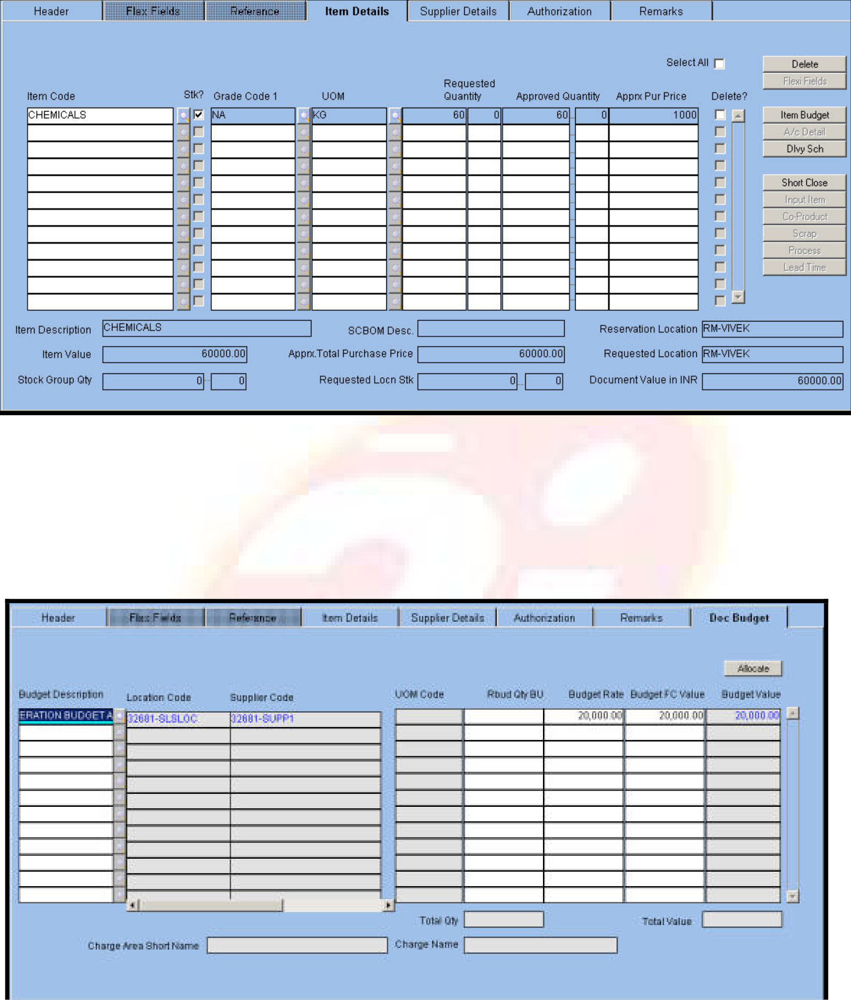 Header Flex Fields Reference Item Details Supplier Details Authorization Remarks
Select All Delete
Flexi Fields
Item Code Stk? Grade Code 1 UOM Requested Quantity Approved Quantity Apprx Pur Price Delete?
CHEMICALS NA KG 60 0 60 0 1000 Item Budget
A/c Detail
Dlvy Sch
Short Close
Input Item
Co-Product
Scrap
Process
Lead Time
Item Description CHEMICALS SCBOM Desc. Reservation Location RM-VIVEK
Item Value 60000.00 Apprx.Total Purchase Price 60000.00 Requested Location RM-VIVEK
Stock Group Qty 0 0 Requested Locn Stk 0 0 Document Value in INR 60000.00
Header Flex Fields Reference Item Details Supplier Details Authorization Remarks Doc Budget
Allocate
Budget Description Location Code Supplier Code UOM Code Rbud Qty BU Budget Rate Budget FC Value Budget Value
ERATION BUDGET A 32681-SLSLOC 32681-SUPP1 20,000.00 20,000.00 20,000.00
Total Qty Total Value
Charge Area Short Name Charge Name